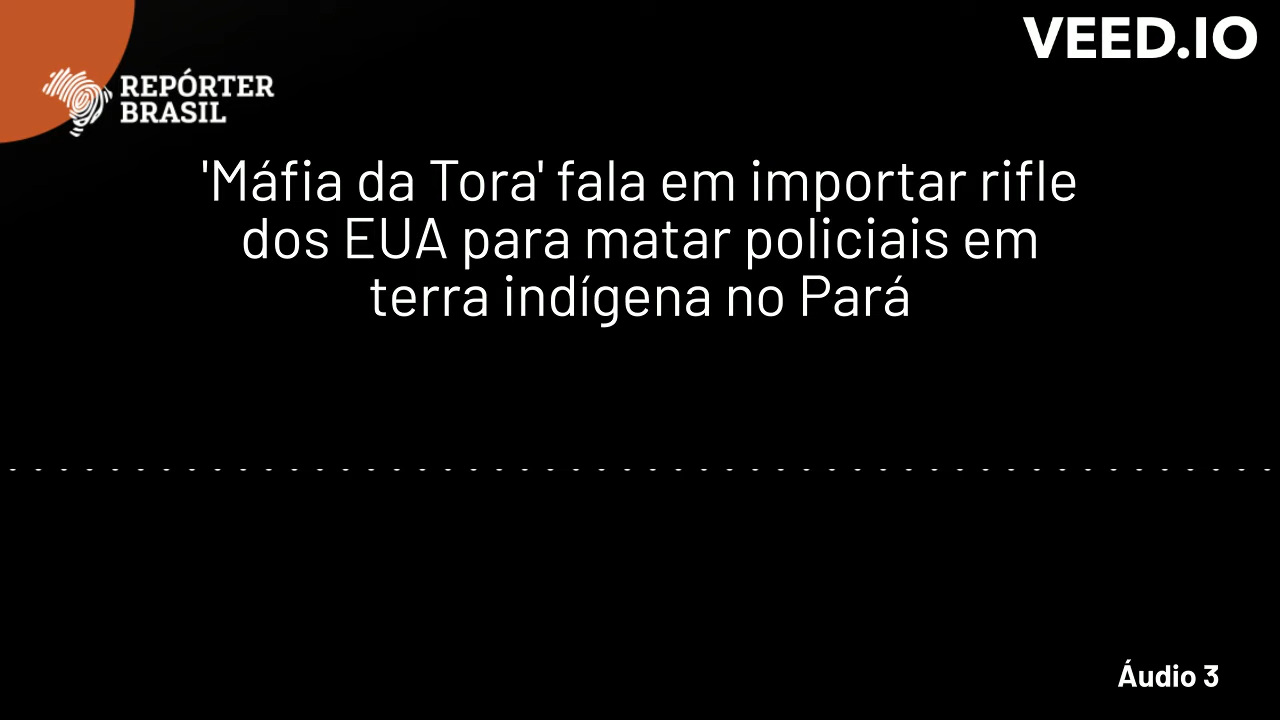 VEED.IO
REPÓRTER
BRASIL
'Máfia da Tora' fala em importar rifle
dos EUA para matar policiais em
terra indígena no Pará
Áudio 3